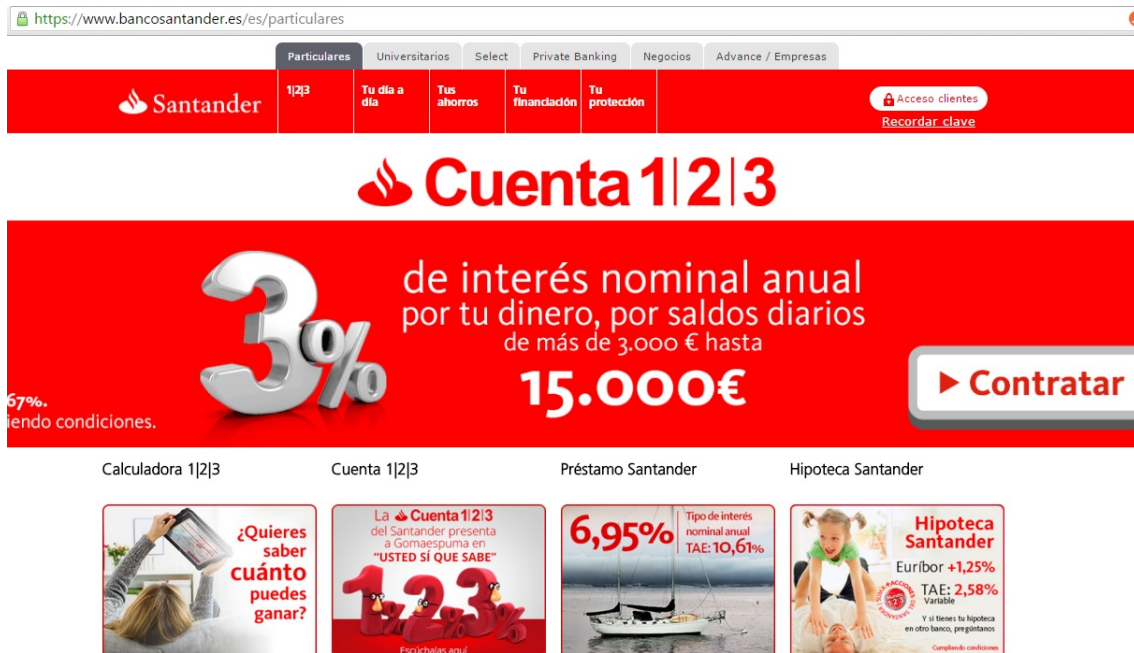 https://www.bancosantander.es/es/particulares
Particulares Universitarios Select Private Banking Negocios Advance / Empresas
Santander
1|2|3
Tu día a
día
Tus
ahorros
Tu
financiación
Tu
protección
Acceso clientes
Recordar clave
Cuenta 1|2|3
3%
de interés nominal anual
por tu dinero, por saldos diarios
de más de 3.000 € hasta
15.000€
Contratar
67%.
iendo condiciones.
Calculadora 1|2|3
¿Quieres
saber
cuánto
puedes
ganar?
Cuenta 1|2|3
La Cuenta 1|2|3
del Santander presenta
a Gomaespuma en
"USTED SÍ QUE SABE"
1% 2% 3%
Escúchalas aquí
Préstamo Santander
6,95%
Tipo de interés
nominal anual
TAE: 10,61%
Hipoteca Santander
Hipoteca
Santander
Euríbor +1,25%
TAE: 2,58%
Variable
Y si tienes tu hipoteca
en otro banco, pregúntanos
Cumpliendo condiciones